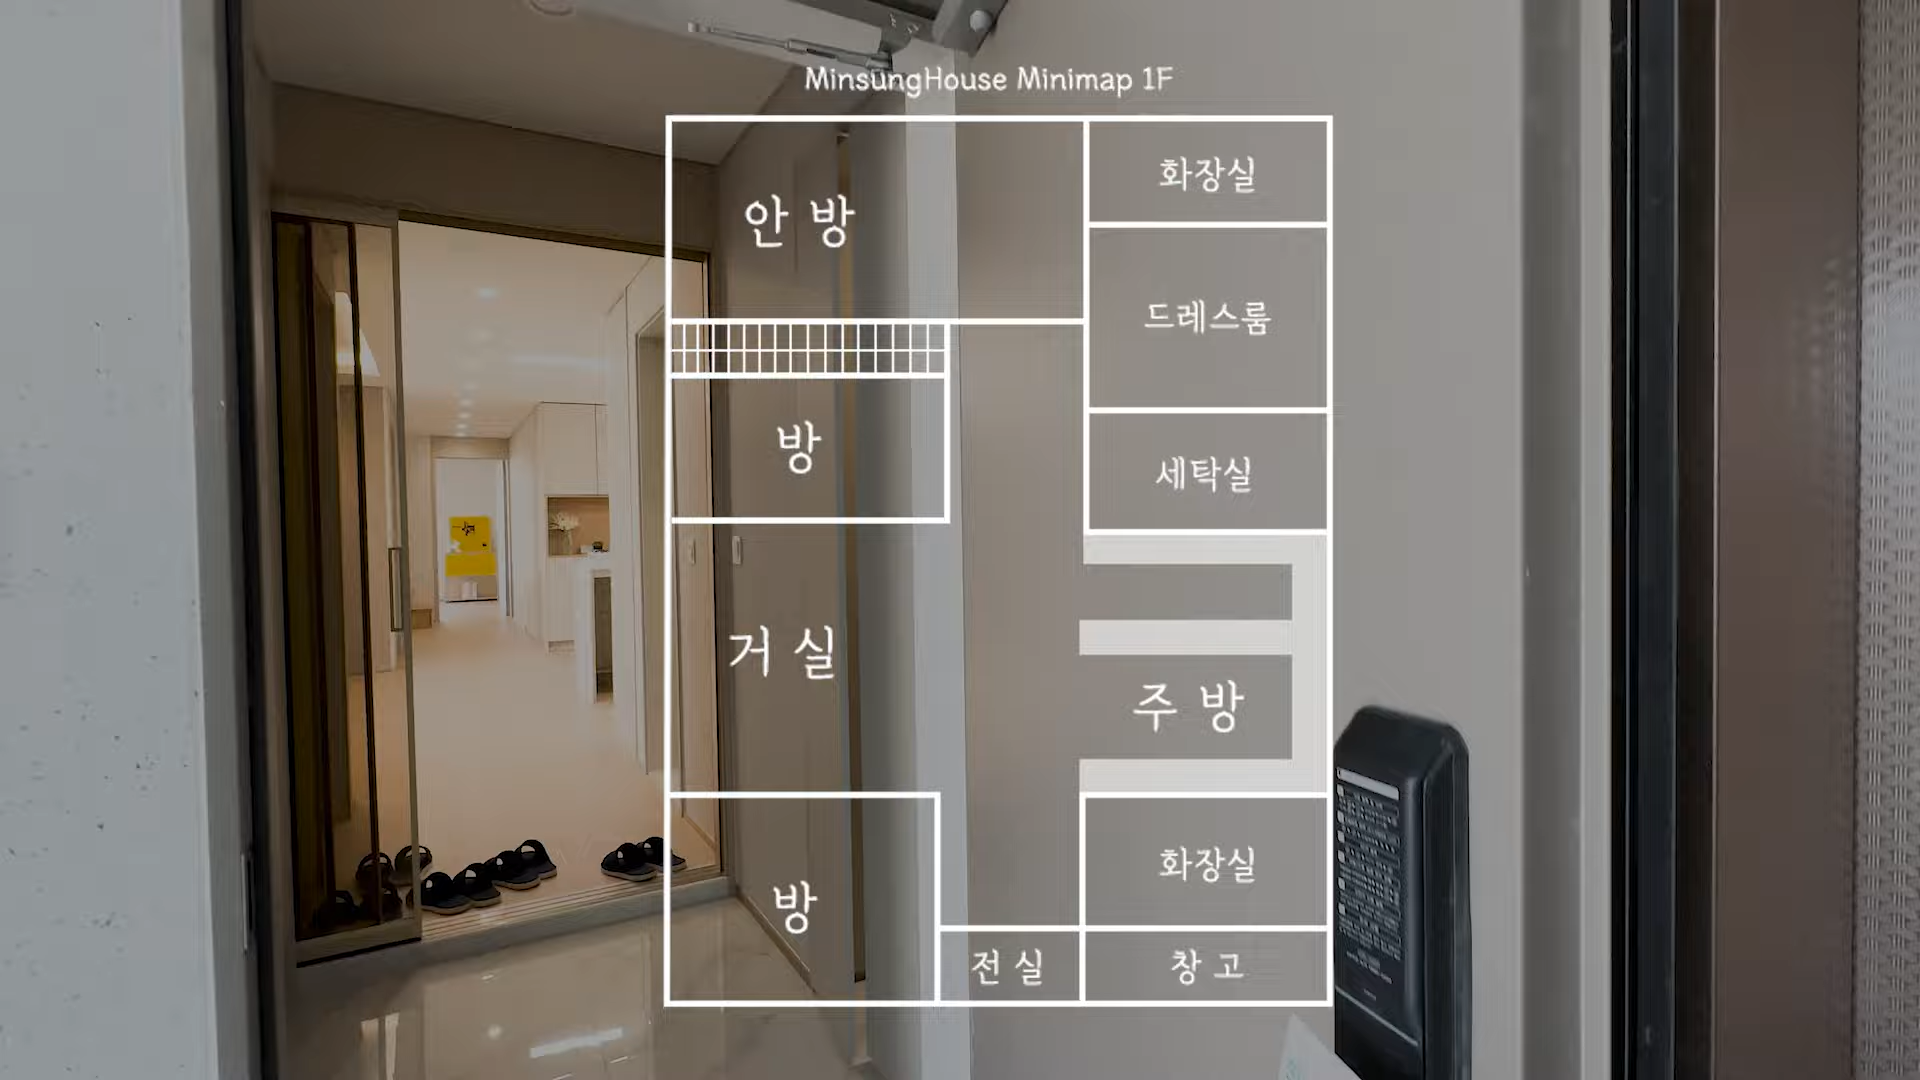 MinsungHouse Minimap 1F
안 방
화장실
드레스룸
방
세탁실
거 실
주 방
화장실
방
전 실
창 고